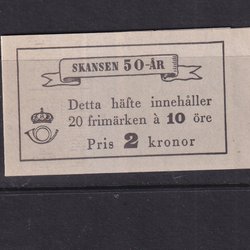 SKANSEN 50-ÅR
Detta häfte innehåller
20 frimärken à 10 öre
Pris 2 kronor